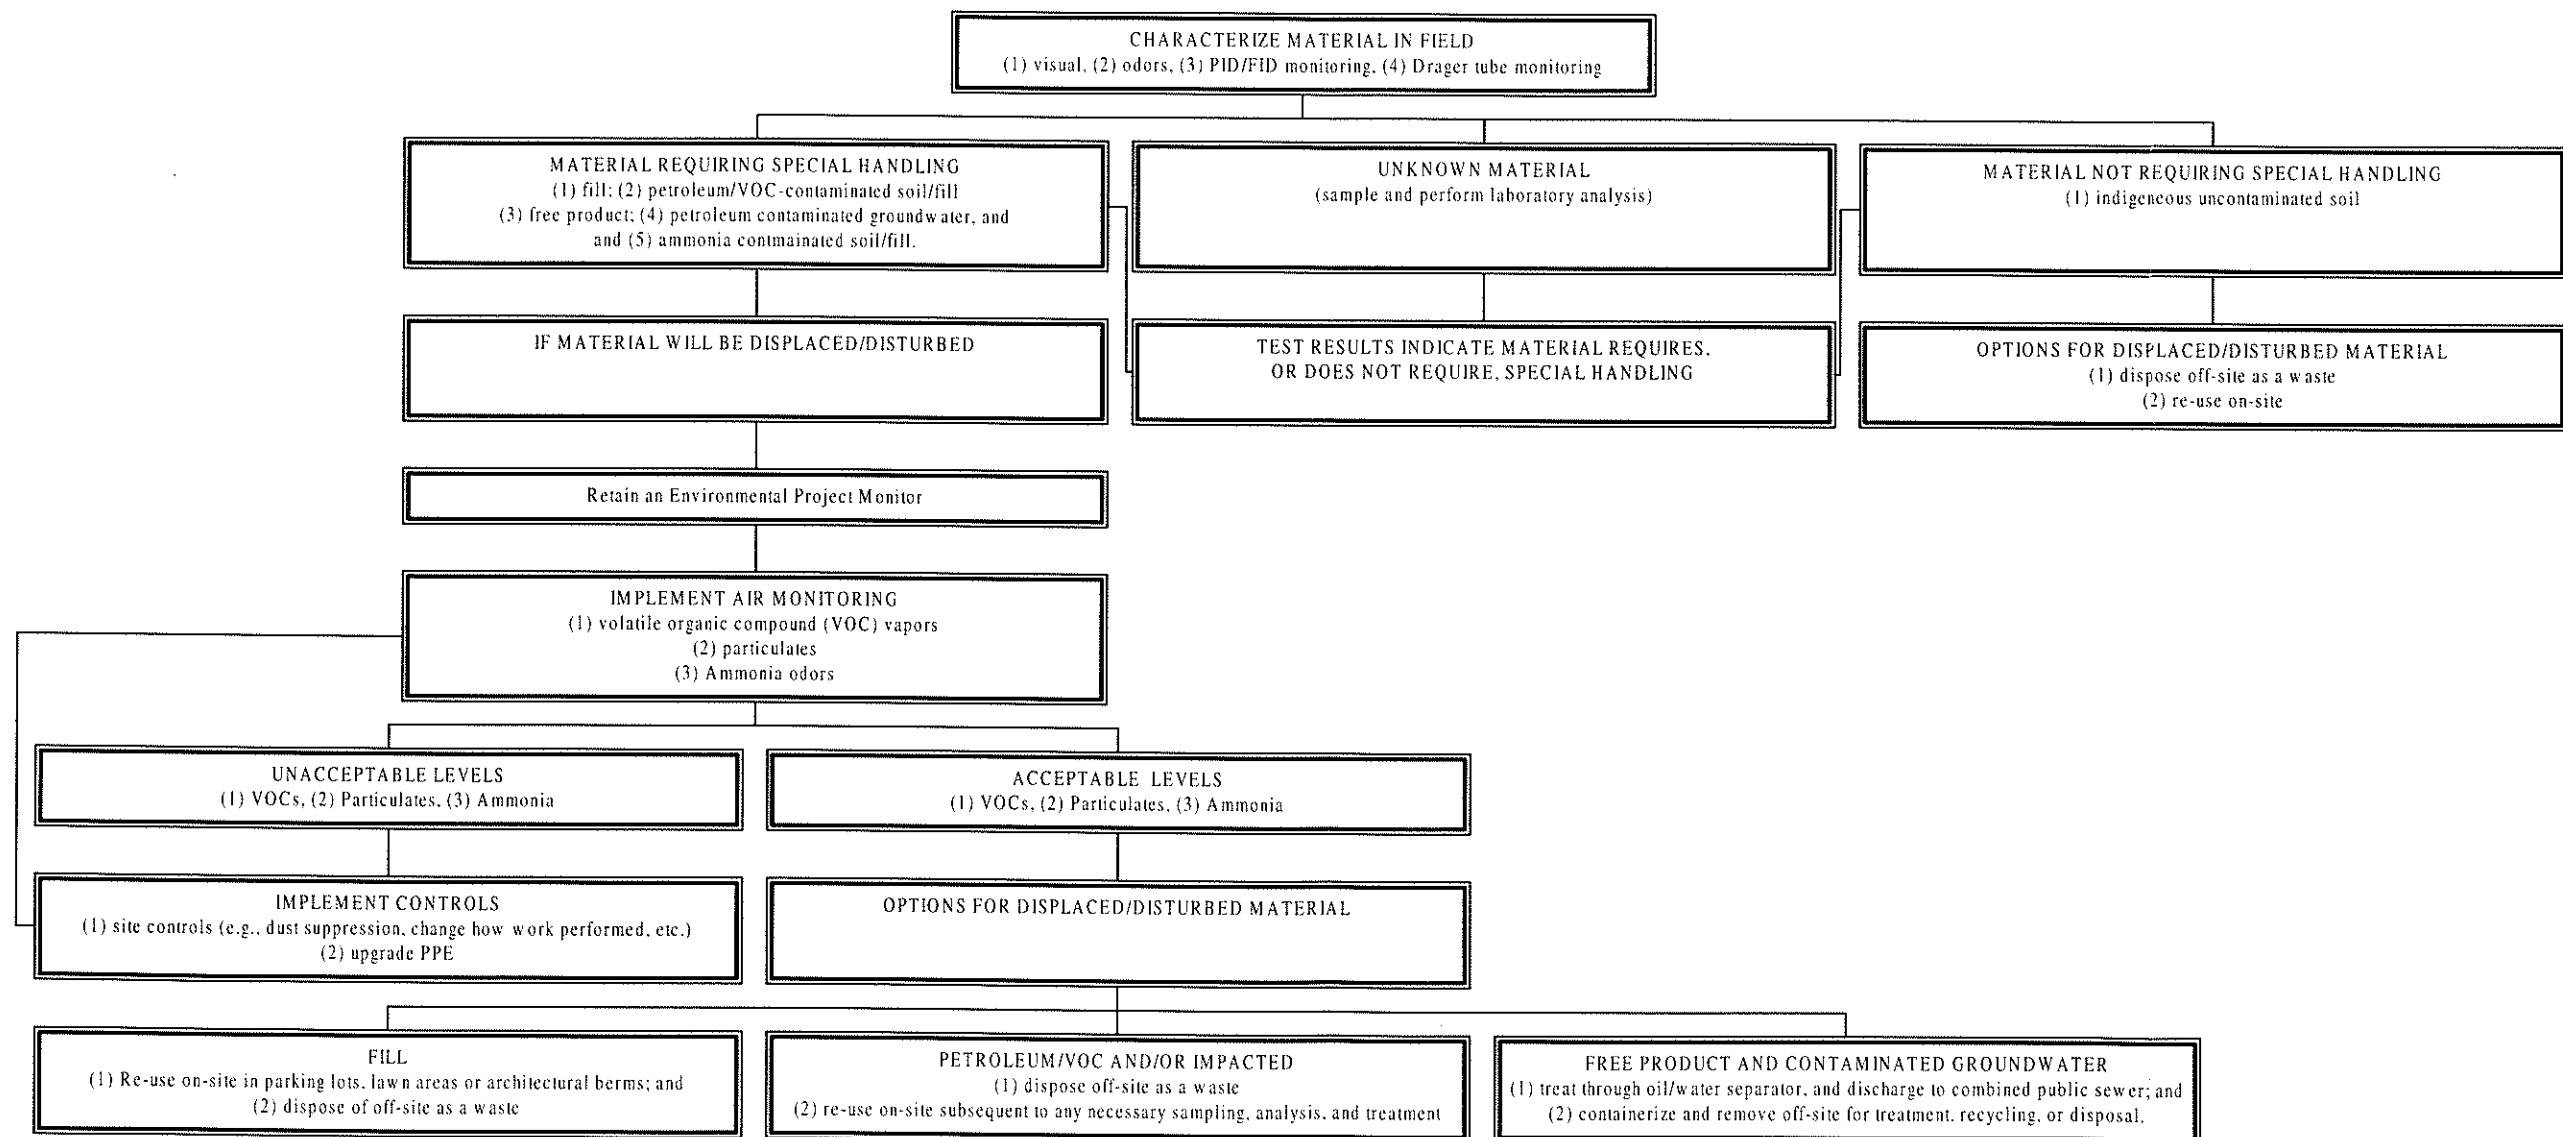 CHARACTERIZE MATERIAL IN FIELD
(1) visual, (2) odors, (3) PID/FID monitoring, (4) Drager tube monitoring
MATERIAL REQUIRING SPECIAL HANDLING
(1) fill; (2) petroleum/VOC-contaminated soil/fill
(3) free product; (4) petroleum contaminated groundwater, and
and (5) ammonia contmainated soil/fill.
UNKNOWN MATERIAL
(sample and perform laboratory analysis)
MATERIAL NOT REQUIRING SPECIAL HANDLING
(1) indigeneous uncontaminated soil
IF MATERIAL WILL BE DISPLACED/DISTURBED
TEST RESULTS INDICATE MATERIAL REQUIRES,
OR DOES NOT REQUIRE, SPECIAL HANDLING
OPTIONS FOR DISPLACED/DISTURBED MATERIAL
(1) dispose off-site as a waste
(2) re-use on-site
Retain an Environmental Project Monitor
IMPLEMENT AIR MONITORING
(1) volatile organic compound (VOC) vapors
(2) particulates
(3) Ammonia odors
UNACCEPTABLE LEVELS
(1) VOCs, (2) Particulates, (3) Ammonia
ACCEPTABLE LEVELS
(1) VOCs, (2) Particulates, (3) Ammonia
IMPLEMENT CONTROLS
(1) site controls (e.g., dust suppression, change how work performed, etc.)
(2) upgrade PPE
OPTIONS FOR DISPLACED/DISTURBED MATERIAL
FILL
(1) Re-use on-site in parking lots, lawn areas or architectural berms; and
(2) dispose of off-site as a waste
PETROLEUM/VOC AND/OR IMPACTED
(1) dispose off-site as a waste
(2) re-use on-site subsequent to any necessary sampling, analysis, and treatment
FREE PRODUCT AND CONTAMINATED GROUNDWATER
(1) treat through oil/water separator, and discharge to combined public sewer; and
(2) containerize and remove off-site for treatment, recycling, or disposal.